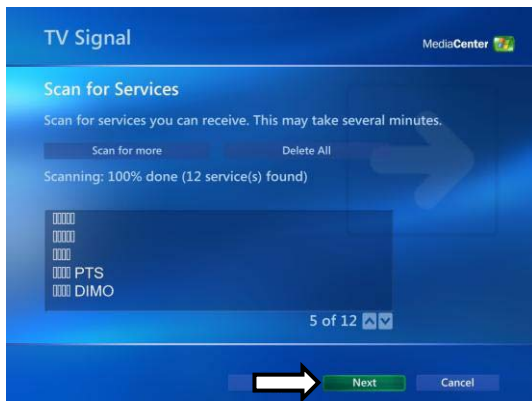 TV Signal
MediaCenter
Scan for Services
Scan for services you can receive. This may take several minutes.
Scan for more
Delete All
Scanning: 100% done (12 service(s) found)
▯▯▯▯▯
▯▯▯▯▯
▯▯▯▯
▯▯▯▯ PTS
▯▯▯▯ DIMO
5 of 12
Next
Cancel